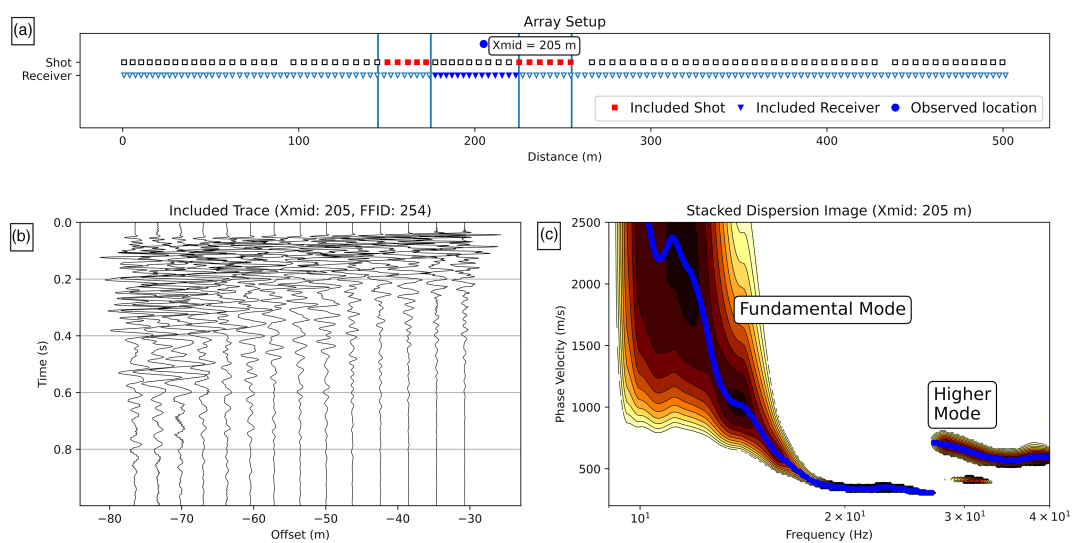 (a)
Array Setup
Xmid = 205 m
Shot
Receiver
Included Shot
Included Receiver
Observed location
0
100
200
300
400
500
Distance (m)
(b)
Included Trace (Xmid: 205, FFID: 254)
0.0
0.2
0.4
0.6
0.8
Time (s)
−80
−70
−60
−50
−40
−30
Offset (m)
(c)
Stacked Dispersion Image (Xmid: 205 m)
2500
2000
1500
1000
500
Phase Velocity (m/s)
Fundamental Mode
Higher
Mode
10¹
2 × 10¹
3 × 10¹
4 × 10¹
Frequency (Hz)